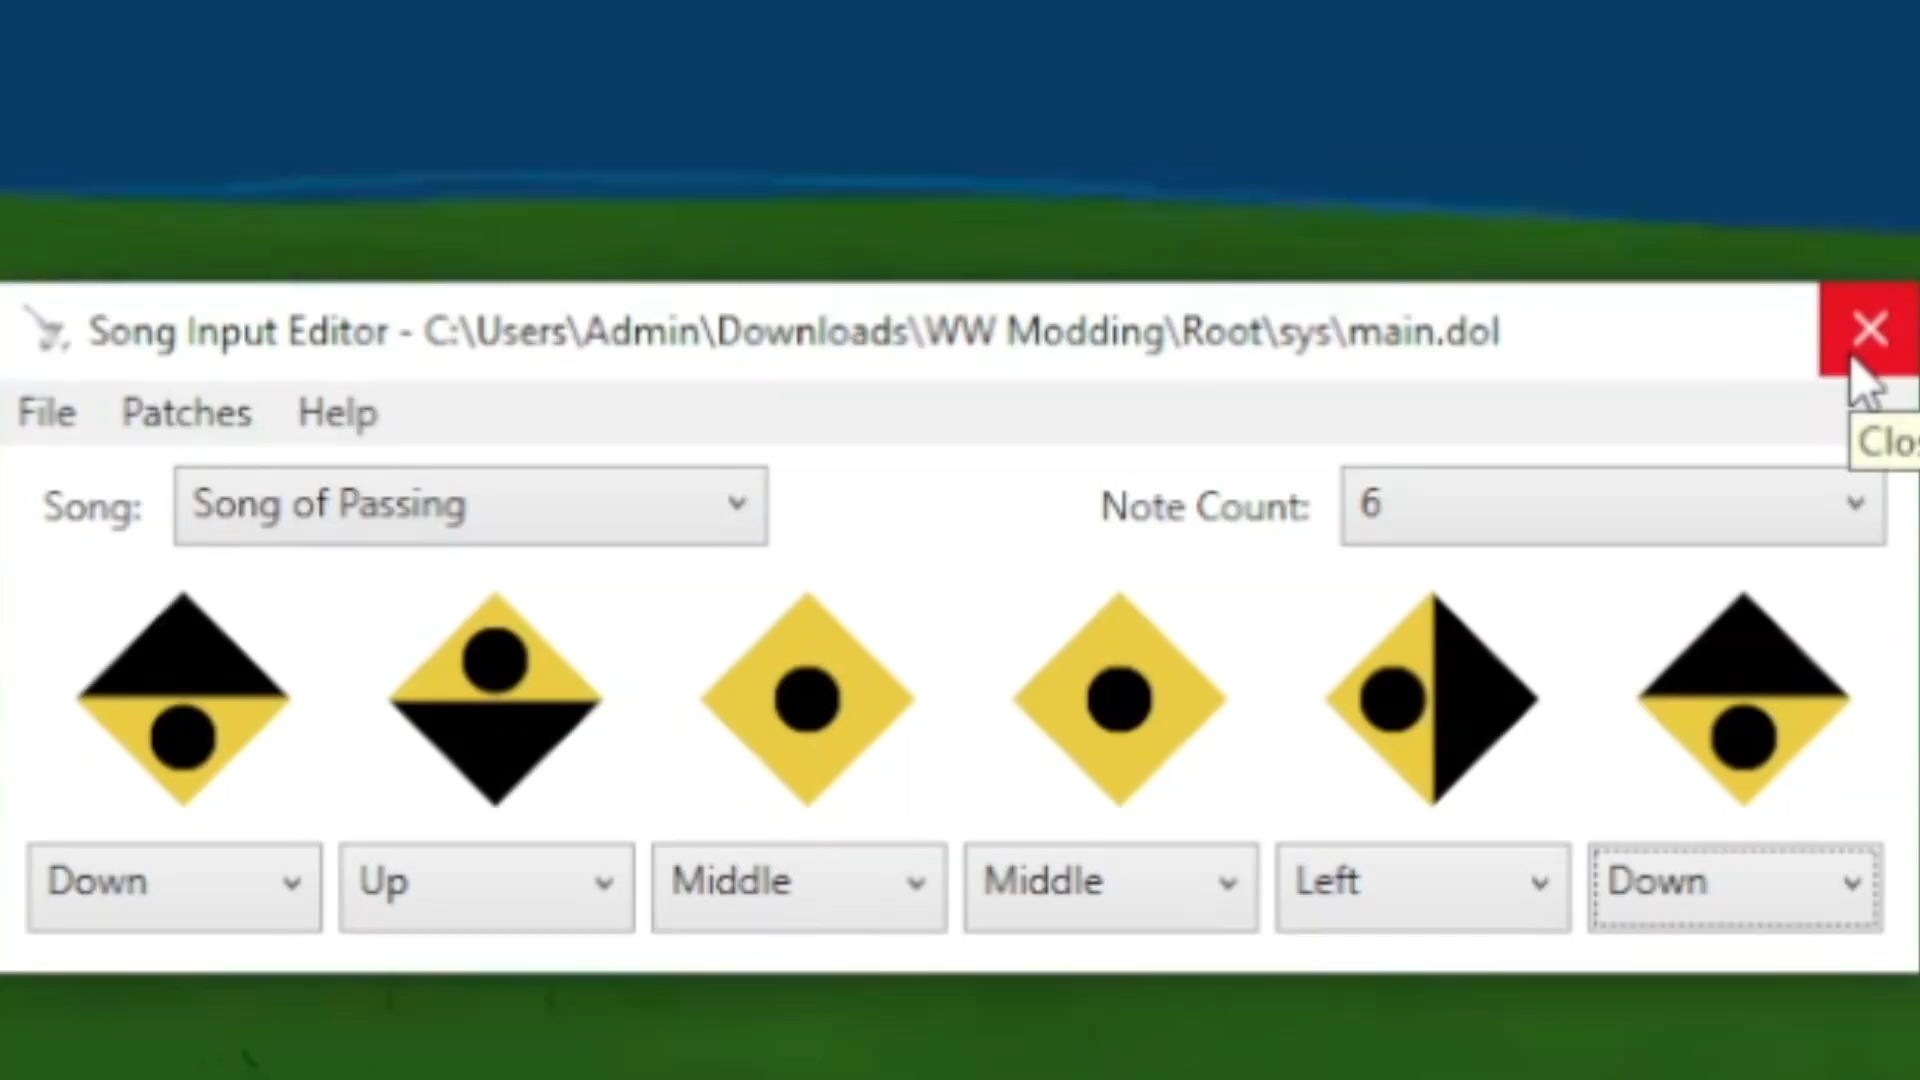 Song Input Editor - C:\Users\Admin\Downloads\WW Modding\Root\sys\main.dol
File Patches Help
Clos
Song: Song of Passing Note Count: 6
Down Up Middle Middle Left Down